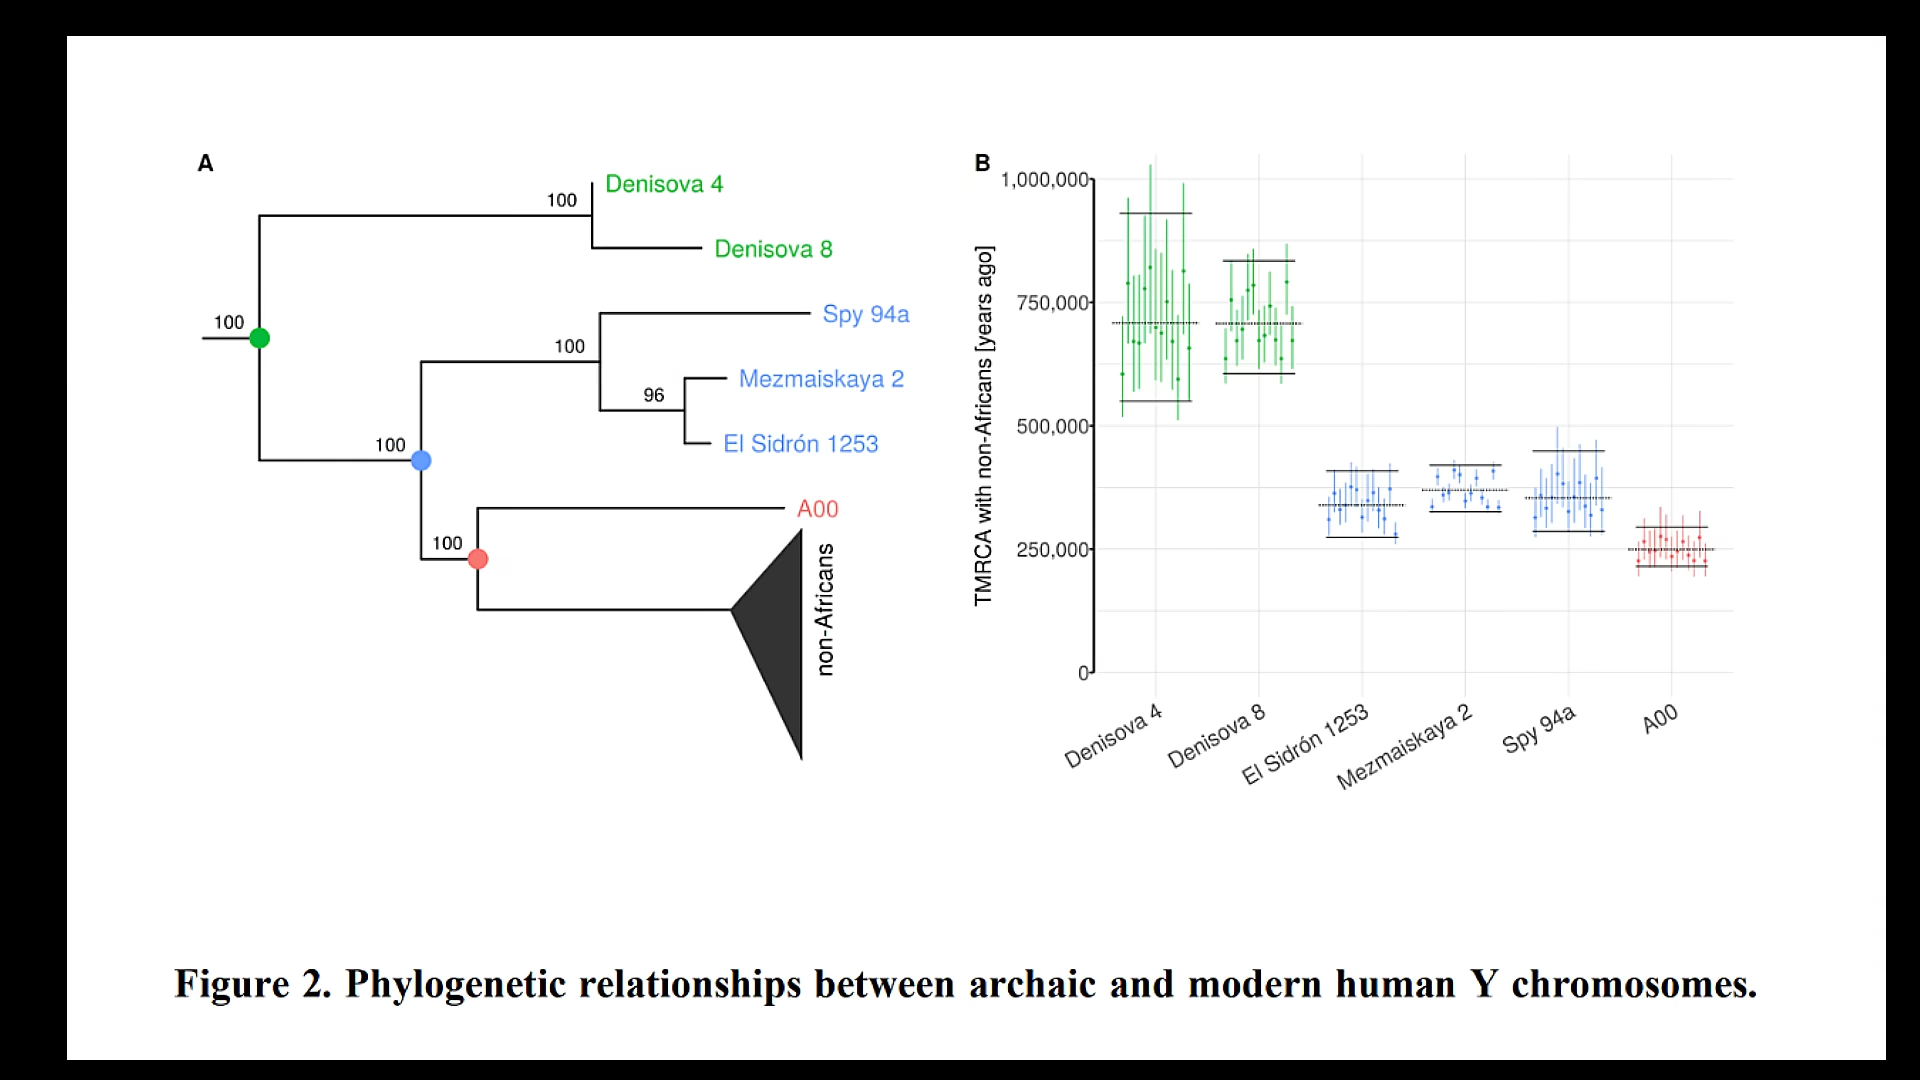 A
Denisova 4
100
Denisova 8
100
Spy 94a
100
Mezmaiskaya 2
96
El Sidrón 1253
100
A00
100
non-Africans
B
TMRCA with non-Africans [years ago]
1,000,000
750,000
500,000
250,000
0
Denisova 4
Denisova 8
El Sidrón 1253
Mezmaiskaya 2
Spy 94a
A00
Figure 2. Phylogenetic relationships between archaic and modern human Y chromosomes.